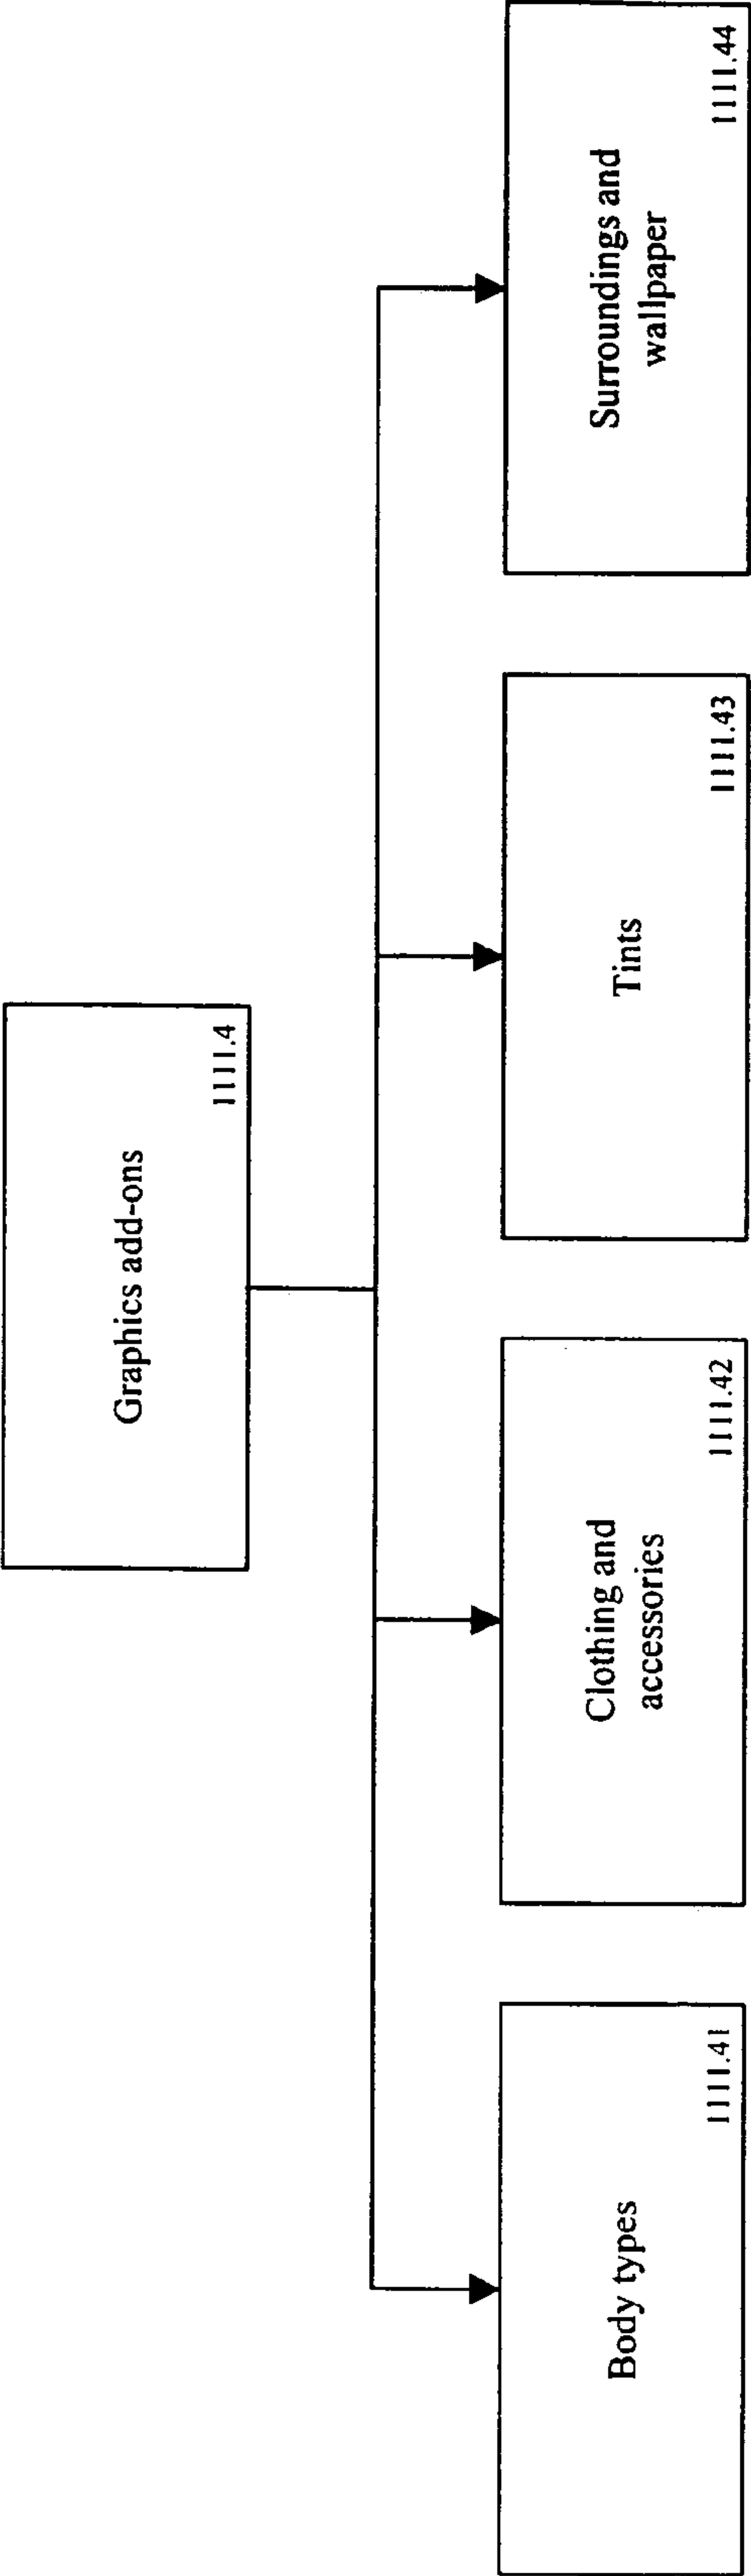 Graphics add-ons
1111.4
Body types
1111.41
Clothing and
accessories
1111.42
Tints
1111.43
Surroundings and
wallpaper
1111.44